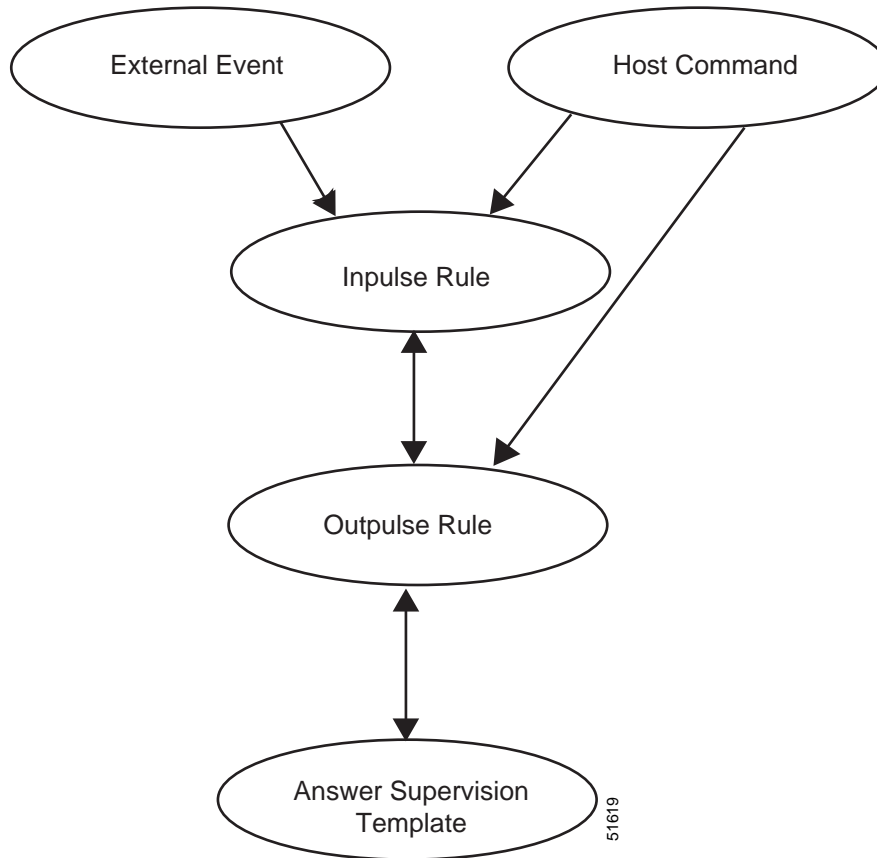 External Event
Host Command
Inpulse Rule
Outpulse Rule
Answer Supervision
Template
51619